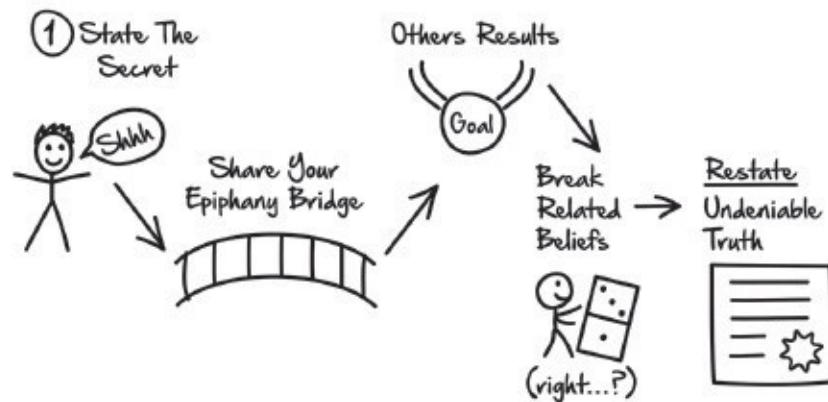 1 State The
Secret
Shhh
Share Your
Epiphany Bridge
Others Results
Goal
Break
Related
Beliefs
(right...?)
Restate
Undeniable
Truth